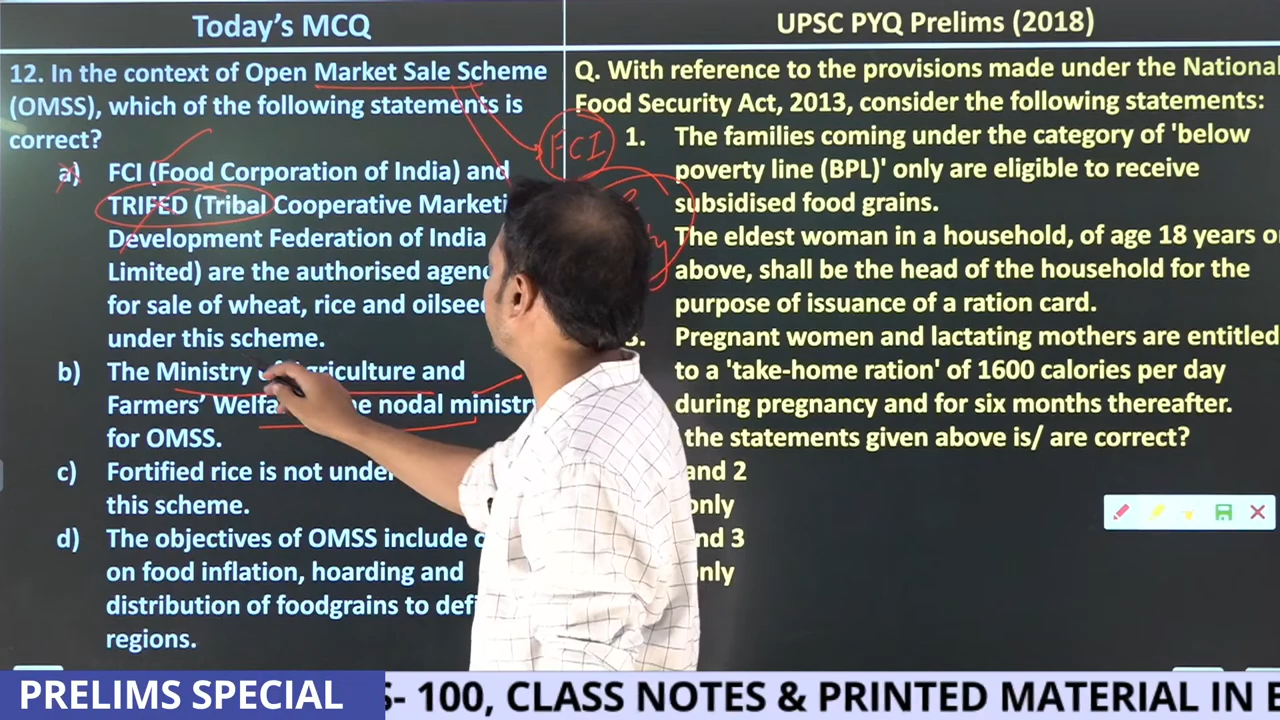 Today's MCQ
12. In the context of Open Market Sale Scheme
(OMSS), which of the following statements is
correct?
a) FCI (Food Corporation of India) and
TRIFED (Tribal Cooperative Marketi
Development Federation of India
Limited) are the authorised agen
for sale of wheat, rice and oilsee
under this scheme.
b) The Ministry Agriculture and
Farmers' Welfa nodal ministr
for OMSS.
c) Fortified rice is not unde
this scheme.
d) The objectives of OMSS include
on food inflation, hoarding and
distribution of foodgrains to def
regions.
FCI
UPSC PYQ Prelims (2018)
Q. With reference to the provisions made under the National
Food Security Act, 2013, consider the following statements:
1. The families coming under the category of 'below
poverty line (BPL)' only are eligible to receive
subsidised food grains.
The eldest woman in a household, of age 18 years o
above, shall be the head of the household for the
purpose of issuance of a ration card.
Pregnant women and lactating mothers are entitled
to a 'take-home ration' of 1600 calories per day
during pregnancy and for six months thereafter.
the statements given above is/ are correct?
and 2
only
nd 3
only
PRELIMS SPECIAL
S- 100, CLASS NOTES & PRINTED MATERIAL IN E